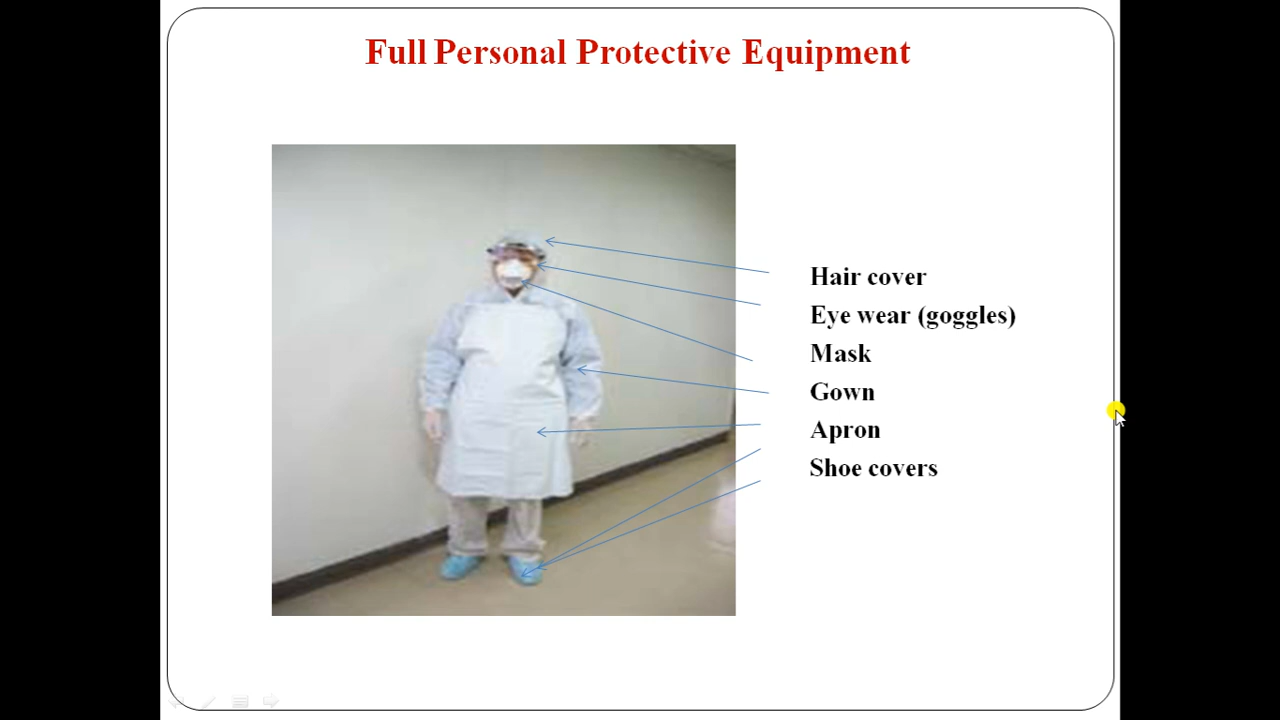 Full Personal Protective Equipment
Hair cover
Eye wear (goggles)
Mask
Gown
Apron
Shoe covers